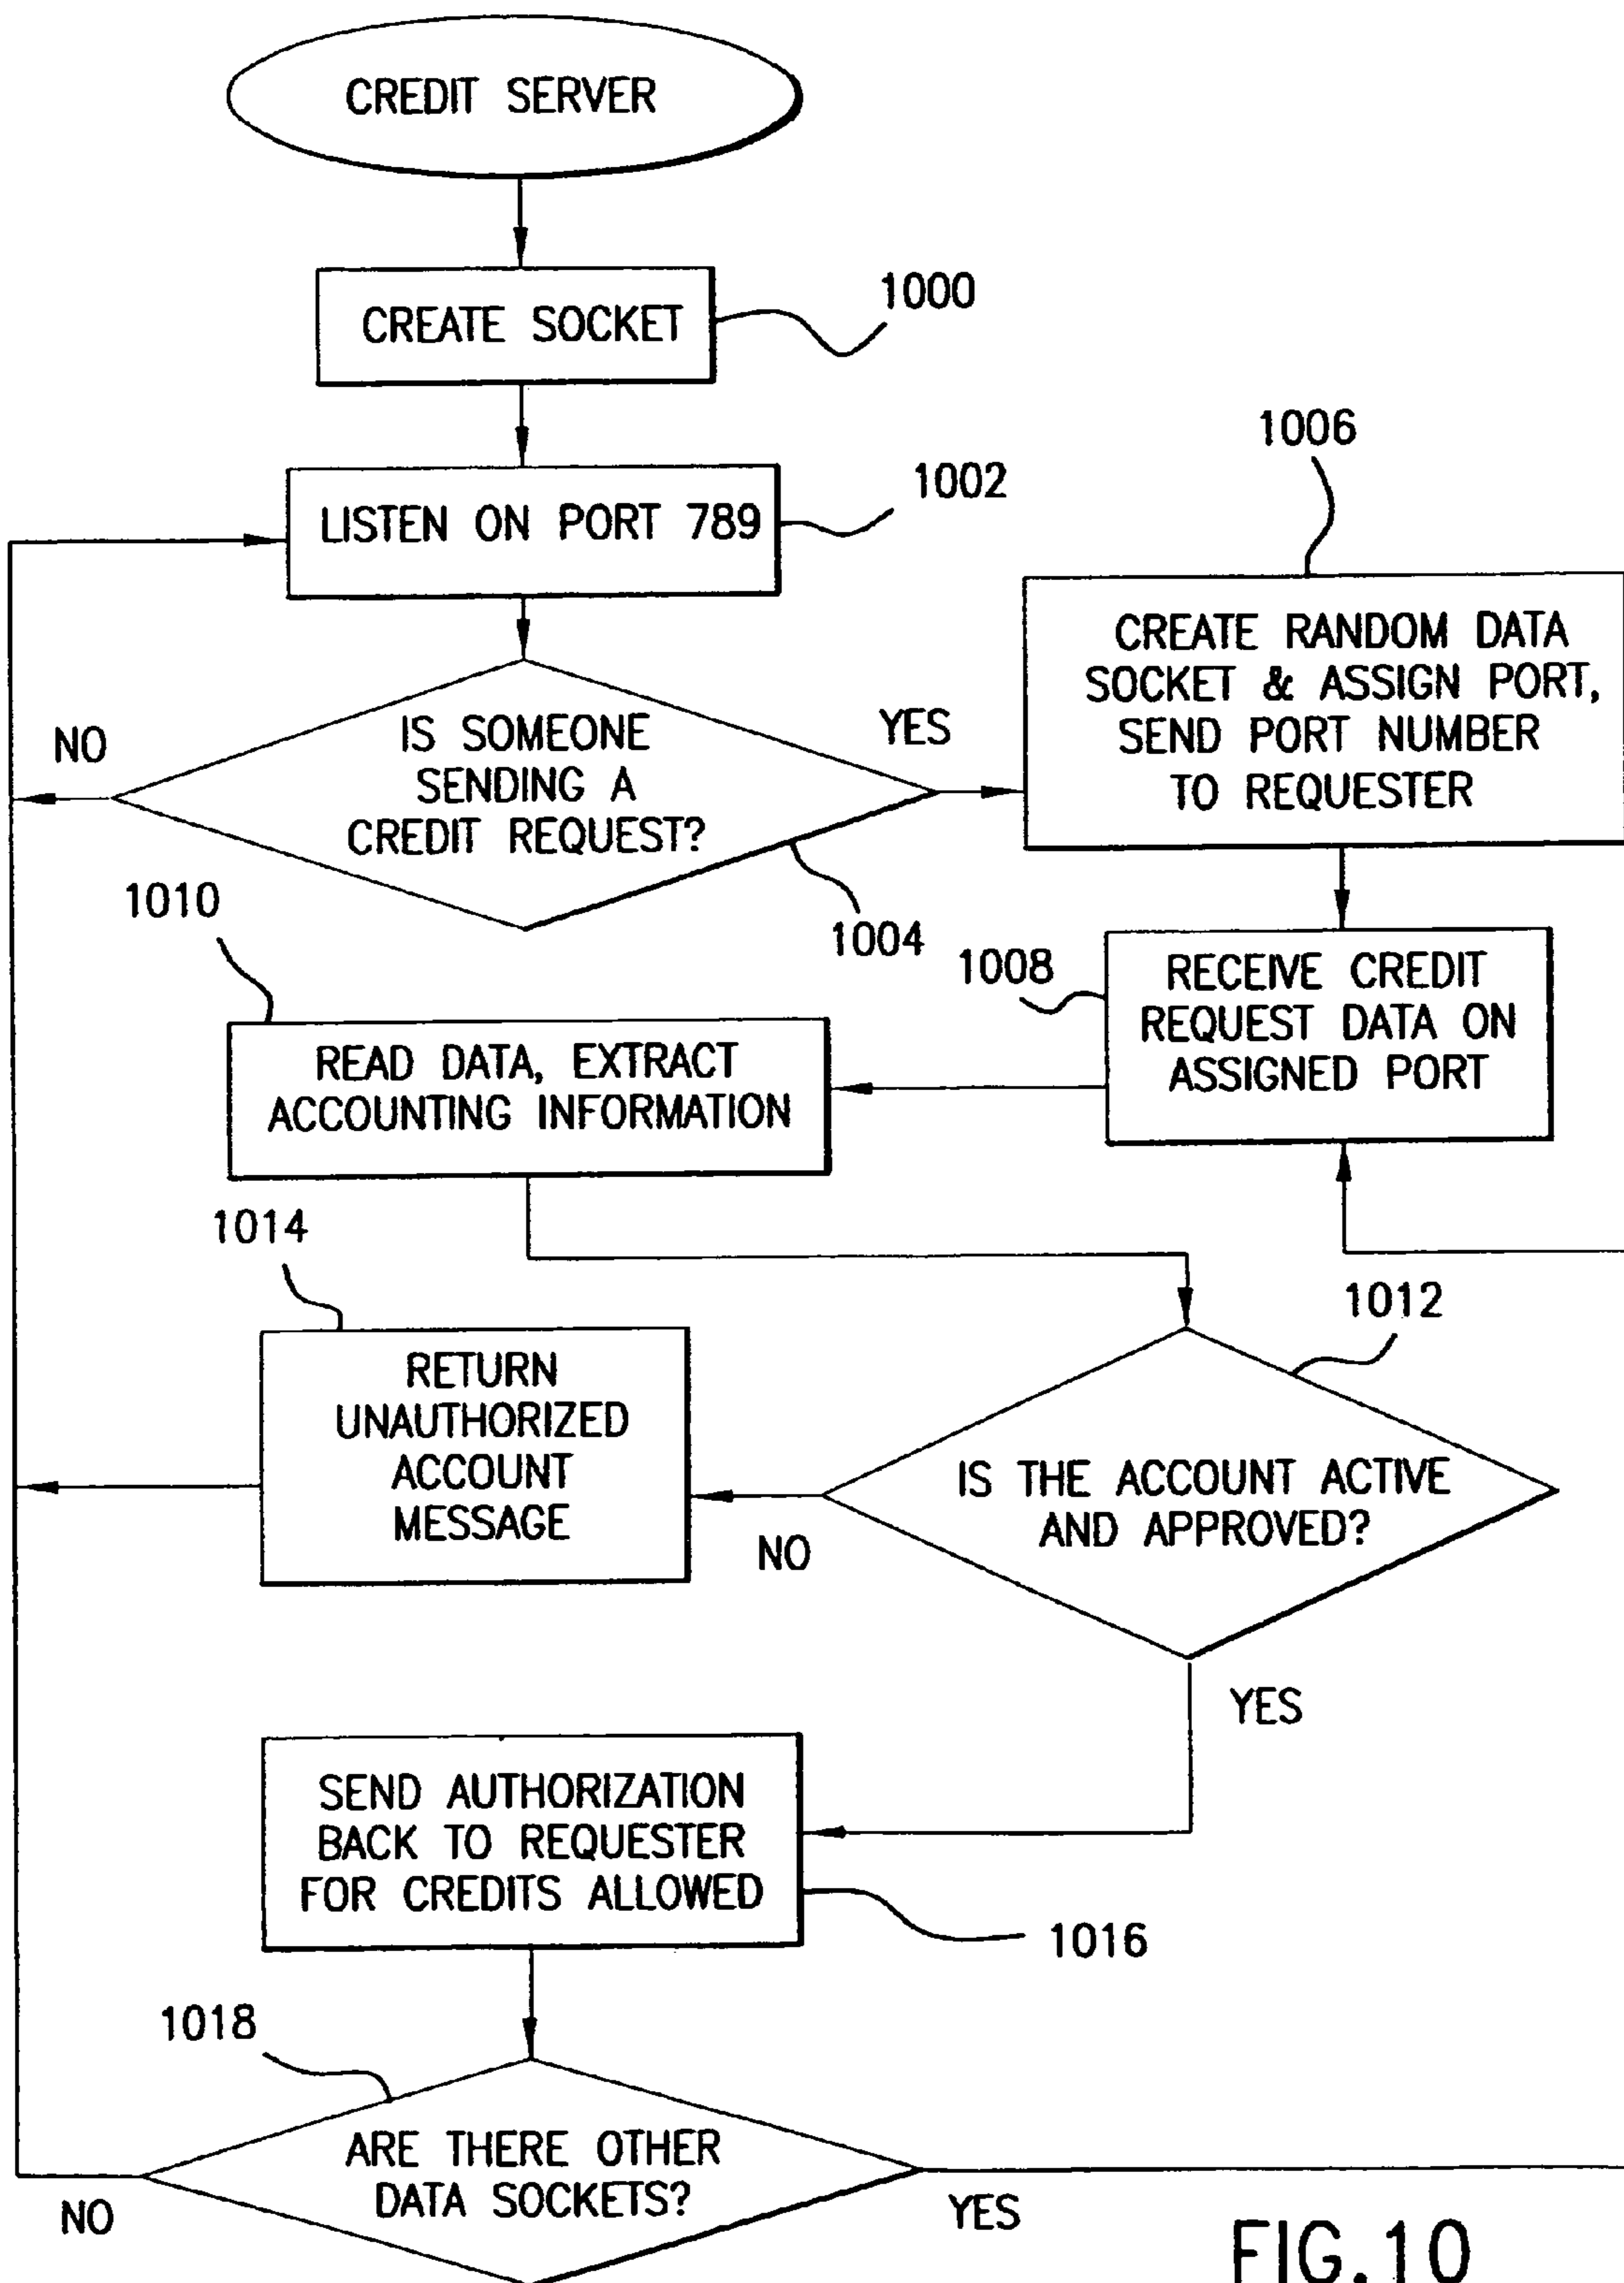 CREDIT SERVER
CREATE SOCKET
1000
LISTEN ON PORT 789
1002
1006
CREATE RANDOM DATA
SOCKET & ASSIGN PORT,
SEND PORT NUMBER
TO REQUESTER
NO
IS SOMEONE
SENDING A
CREDIT REQUEST?
YES
1004
1008
RECEIVE CREDIT
REQUEST DATA ON
ASSIGNED PORT
1010
READ DATA, EXTRACT
ACCOUNTING INFORMATION
1012
IS THE ACCOUNT ACTIVE
AND APPROVED?
NO
1014
RETURN
UNAUTHORIZED
ACCOUNT
MESSAGE
YES
SEND AUTHORIZATION
BACK TO REQUESTER
FOR CREDITS ALLOWED
1016
1018
ARE THERE OTHER
DATA SOCKETS?
NO
YES
FIG.10